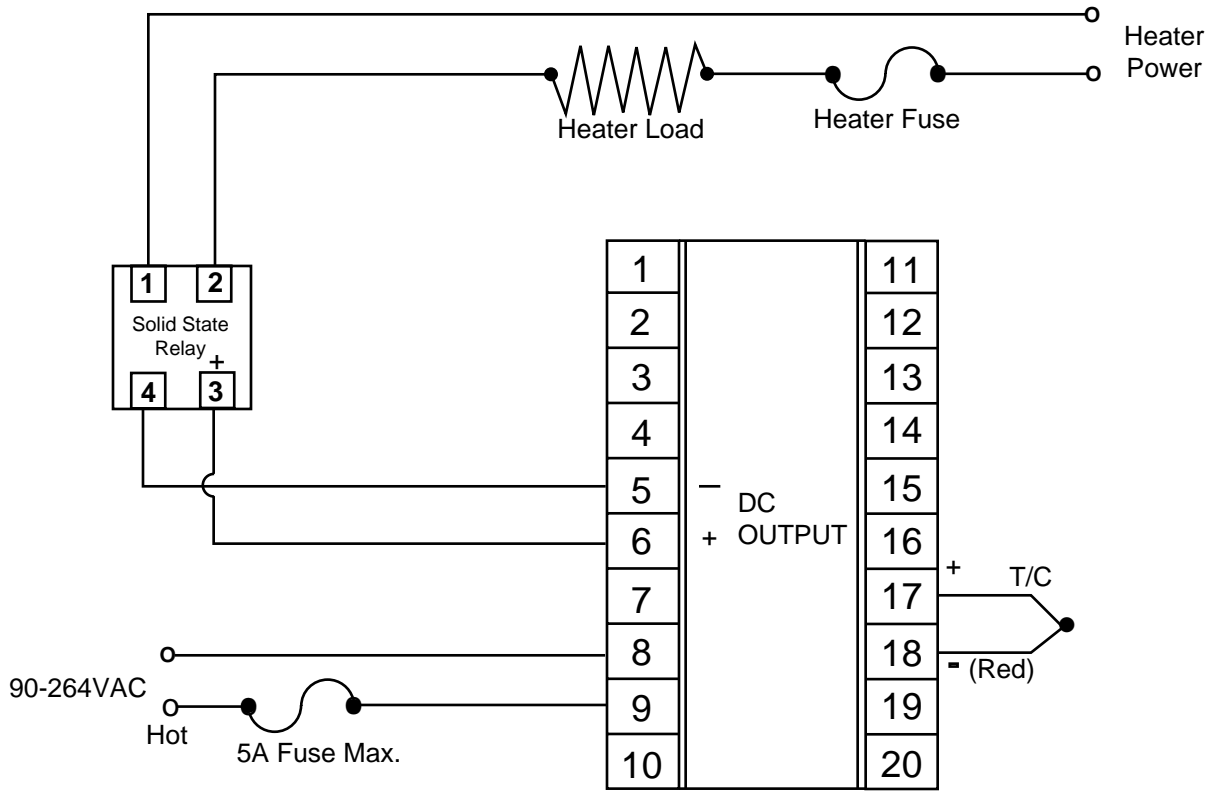 Heater
Power
Heater Load
Heater Fuse
1
2
Solid State
Relay
+
4
3
1
2
3
4
5
6
7
8
9
10
– DC
+ OUTPUT
11
12
13
14
15
16
17
18
19
20
+ T/C
- (Red)
90-264VAC
Hot
5A Fuse Max.